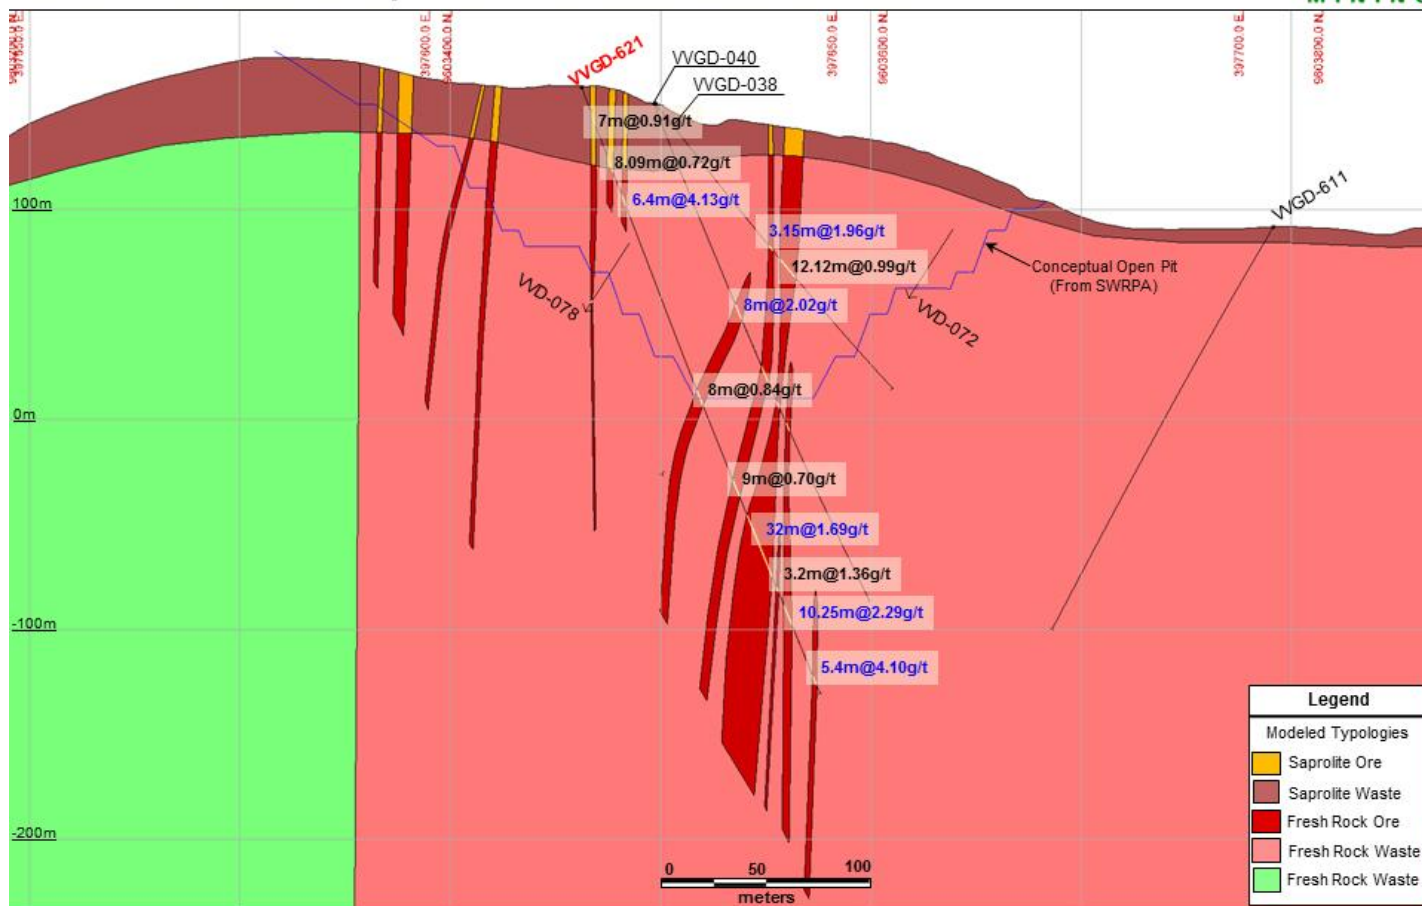 397600.0 E
9603400.0 N
397650.0 E
9603600.0 N
397700.0 E
9603800.0 N
VVGD-621
VVGD-040
VVGD-038
7m@0.91g/t
8.09m@0.72g/t
6.4m@4.13g/t
100m
VVGD-611
3.15m@1.96g/t
12.12m@0.99g/t
Conceptual Open Pit
(From SWRPA)
VVD-078
8m@2.02g/t
VVD-072
8m@0.84g/t
0m
9m@0.70g/t
32m@1.69g/t
3.2m@1.36g/t
10.25m@2.29g/t
-100m
5.4m@4.10g/t
Legend
Modeled Typologies
Saprolite Ore
Saprolite Waste
Fresh Rock Ore
Fresh Rock Waste
Fresh Rock Waste
-200m
0 50 100
meters